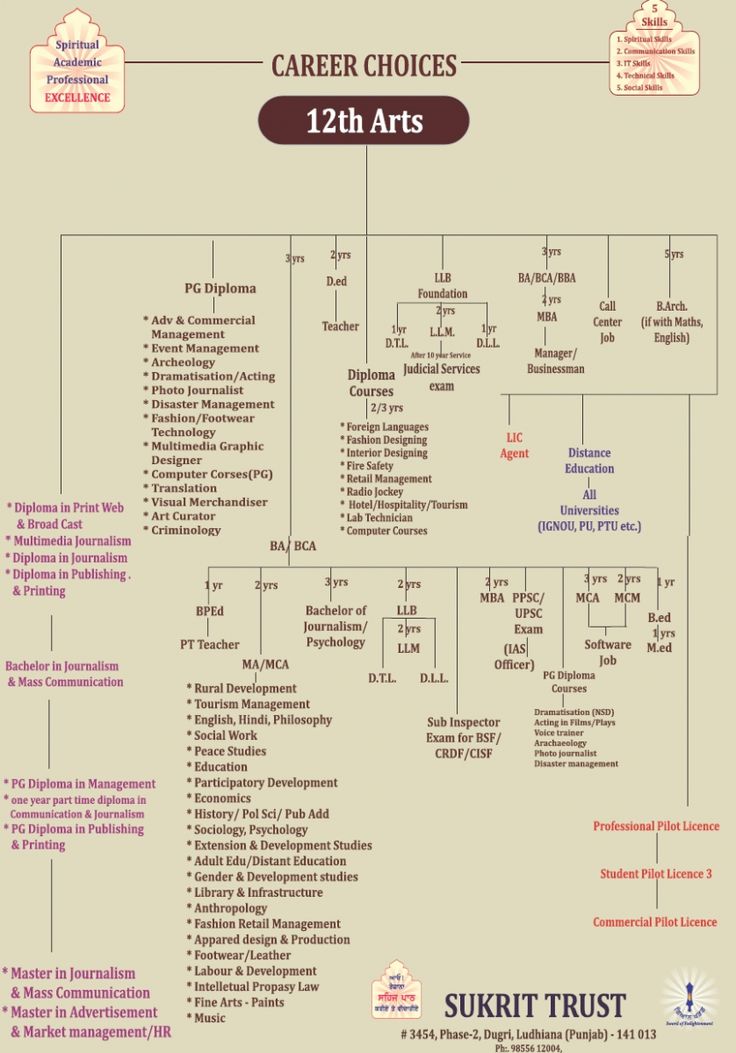 Spiritual
Academic
Professional
EXCELLENCE
CAREER CHOICES
5
Skills
1. Spiritual Skills
2. Communication Skills
3. IT Skills
4. Technical Skills
5. Social Skills
12th Arts
PG Diploma
* Adv & Commercial
Management
* Event Management
* Archeology
* Dramatisation/Acting
* Photo Journalist
* Disaster Management
* Fashion/Footwear
Technology
* Multimedia Graphic
Designer
* Computer Corses(PG)
* Translation
* Visual Merchandiser
* Art Curator
* Criminology
3 yrs
BA/ BCA
2 yrs
D.ed
Teacher
Diploma
Courses
2/3 yrs
* Foreign Languages
* Fashion Designing
* Interior Designing
* Fire Safety
* Retail Management
* Radio Jockey
* Hotel/Hospitality/Tourism
* Lab Technician
* Computer Courses
LLB
Foundation
2 yrs
1 yr
D.T.L.
L.L.M.
1 yr
D.L.L.
After 10 year Service
Judicial Services
exam
3 yrs
BA/BCA/BBA
2 yrs
MBA
Manager/
Businessman
Call
Center
Job
5 yrs
B.Arch.
(if with Maths,
English)
LIC
Agent
Distance
Education
All
Universities
(IGNOU, PU, PTU etc.)
* Diploma in Print Web
& Broad Cast
* Multimedia Journalism
* Diploma in Journalism
* Diploma in Publishing .
& Printing
Bachelor in Journalism
& Mass Communication
* PG Diploma in Management
* one year part time diploma in
Communication & Journalism
* PG Diploma in Publishing
& Printing
* Master in Journalism
& Mass Communication
* Master in Advertisement
& Market management/HR
1 yr
BPEd
PT Teacher
2 yrs
MA/MCA
* Rural Development
* Tourism Management
* English, Hindi, Philosophy
* Social Work
* Peace Studies
* Education
* Participatory Development
* Economics
* History/ Pol Sci/ Pub Add
* Sociology, Psychology
* Extension & Development Studies
* Adult Edu/Distant Education
* Gender & Development studies
* Library & Infrastructure
* Anthropology
* Fashion Retail Management
* Appared design & Production
* Footwear/Leather
* Labour & Development
* Intelletual Propasy Law
* Fine Arts - Paints
* Music
3 yrs
Bachelor of
Journalism/
Psychology
2 yrs
LLB
2 yrs
LLM
D.T.L.
D.L.L.
Sub Inspector
Exam for BSF/
CRDF/CISF
2 yrs
MBA
PPSC/
UPSC
Exam
(IAS
Officer)
PG Diploma
Courses
Dramatisation (NSD)
Acting in Films/Plays
Voice trainer
Arachaeology
Photo journalist
Disaster management
3 yrs
MCA
2 yrs
MCM
Software
Job
1 yr
B.ed
1 yrs
M.ed
Professional Pilot Licence
Student Pilot Licence 3
Commercial Pilot Licence
ਸਹਿਜ ਪਾਠ
SUKRIT TRUST
# 3454, Phase-2, Dugri, Ludhiana (Punjab) - 141 013
Ph:. 98556 12004,
Sword of Enlightenment